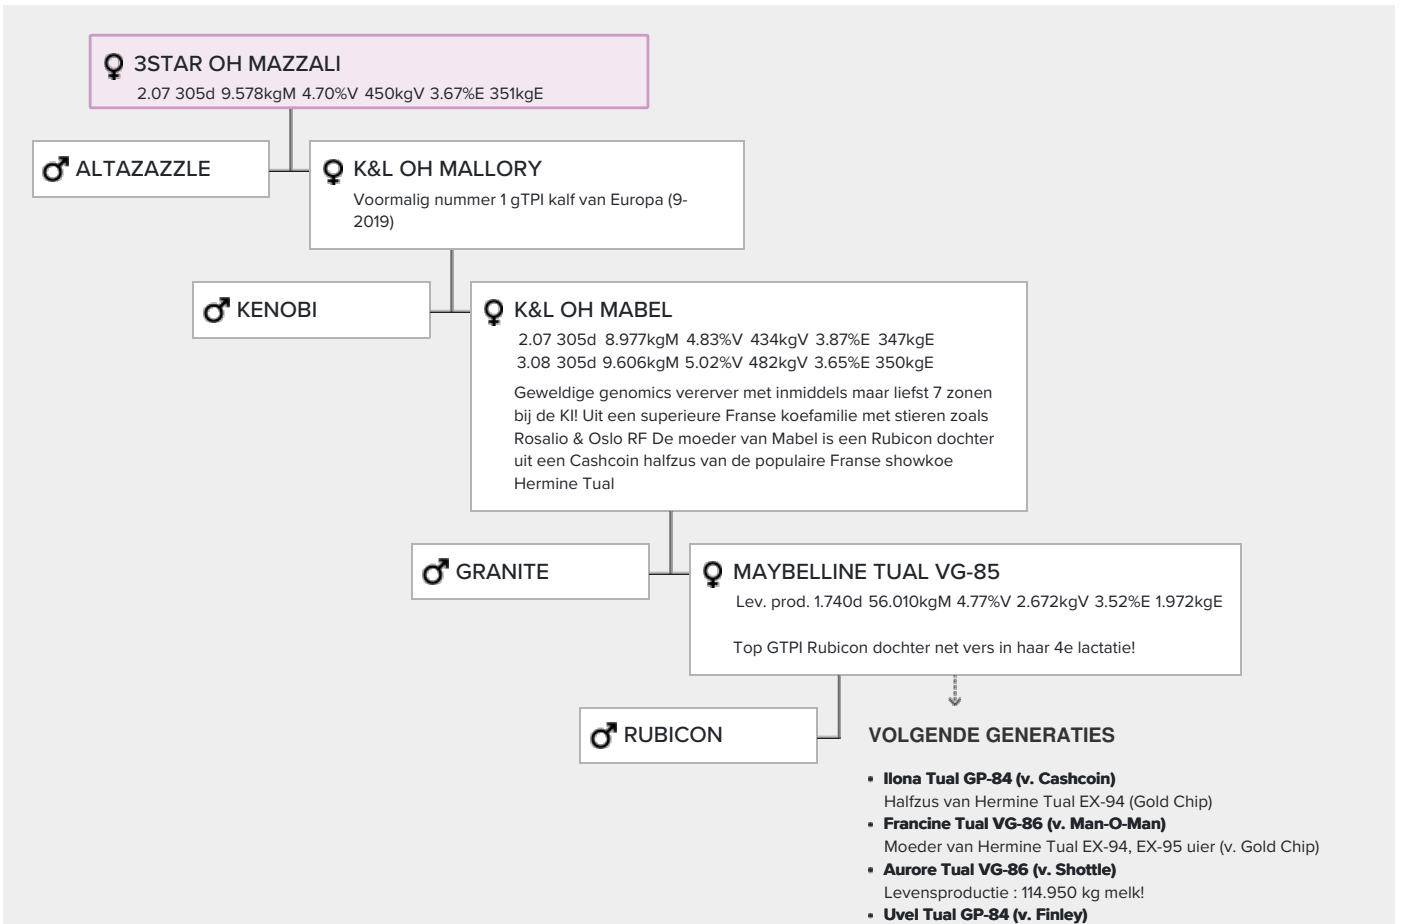 3STAR OH MAZZALI
2.07 305d 9.578kgM 4.70%V 450kgV 3.67%E 351kgE
ALTAZAZZLE
K&L OH MALLORY
Voormalig nummer 1 gTPI kalf van Europa (9-
2019)
KENOBI
K&L OH MABEL
2.07 305d 8.977kgM 4.83%V 434kgV 3.87%E 347kgE
3.08 305d 9.606kgM 5.02%V 482kgV 3.65%E 350kgE
Geweldige genomics vererver met inmiddels maar liefst 7 zonen
bij de KI! Uit een superieure Franse koefamilie met stieren zoals
Rosalio & Oslo RF De moeder van Mabel is een Rubicon dochter
uit een Cashcoin halfzus van de populaire Franse showkoe
Hermine Tual
GRANITE
MAYBELLINE TUAL VG-85
Lev. prod. 1.740d 56.010kgM 4.77%V 2.672kgV 3.52%E 1.972kgE
Top GTPI Rubicon dochter net vers in haar 4e lactatie!
RUBICON
VOLGENDE GENERATIES
• Ilona Tual GP-84 (v. Cashcoin)
Halfzus van Hermine Tual EX-94 (Gold Chip)
• Francine Tual VG-86 (v. Man-O-Man)
Moeder van Hermine Tual EX-94, EX-95 uier (v. Gold Chip)
• Aurore Tual VG-86 (v. Shottle)
Levensproductie : 114.950 kg melk!
• Uvel Tual GP-84 (v. Finley)